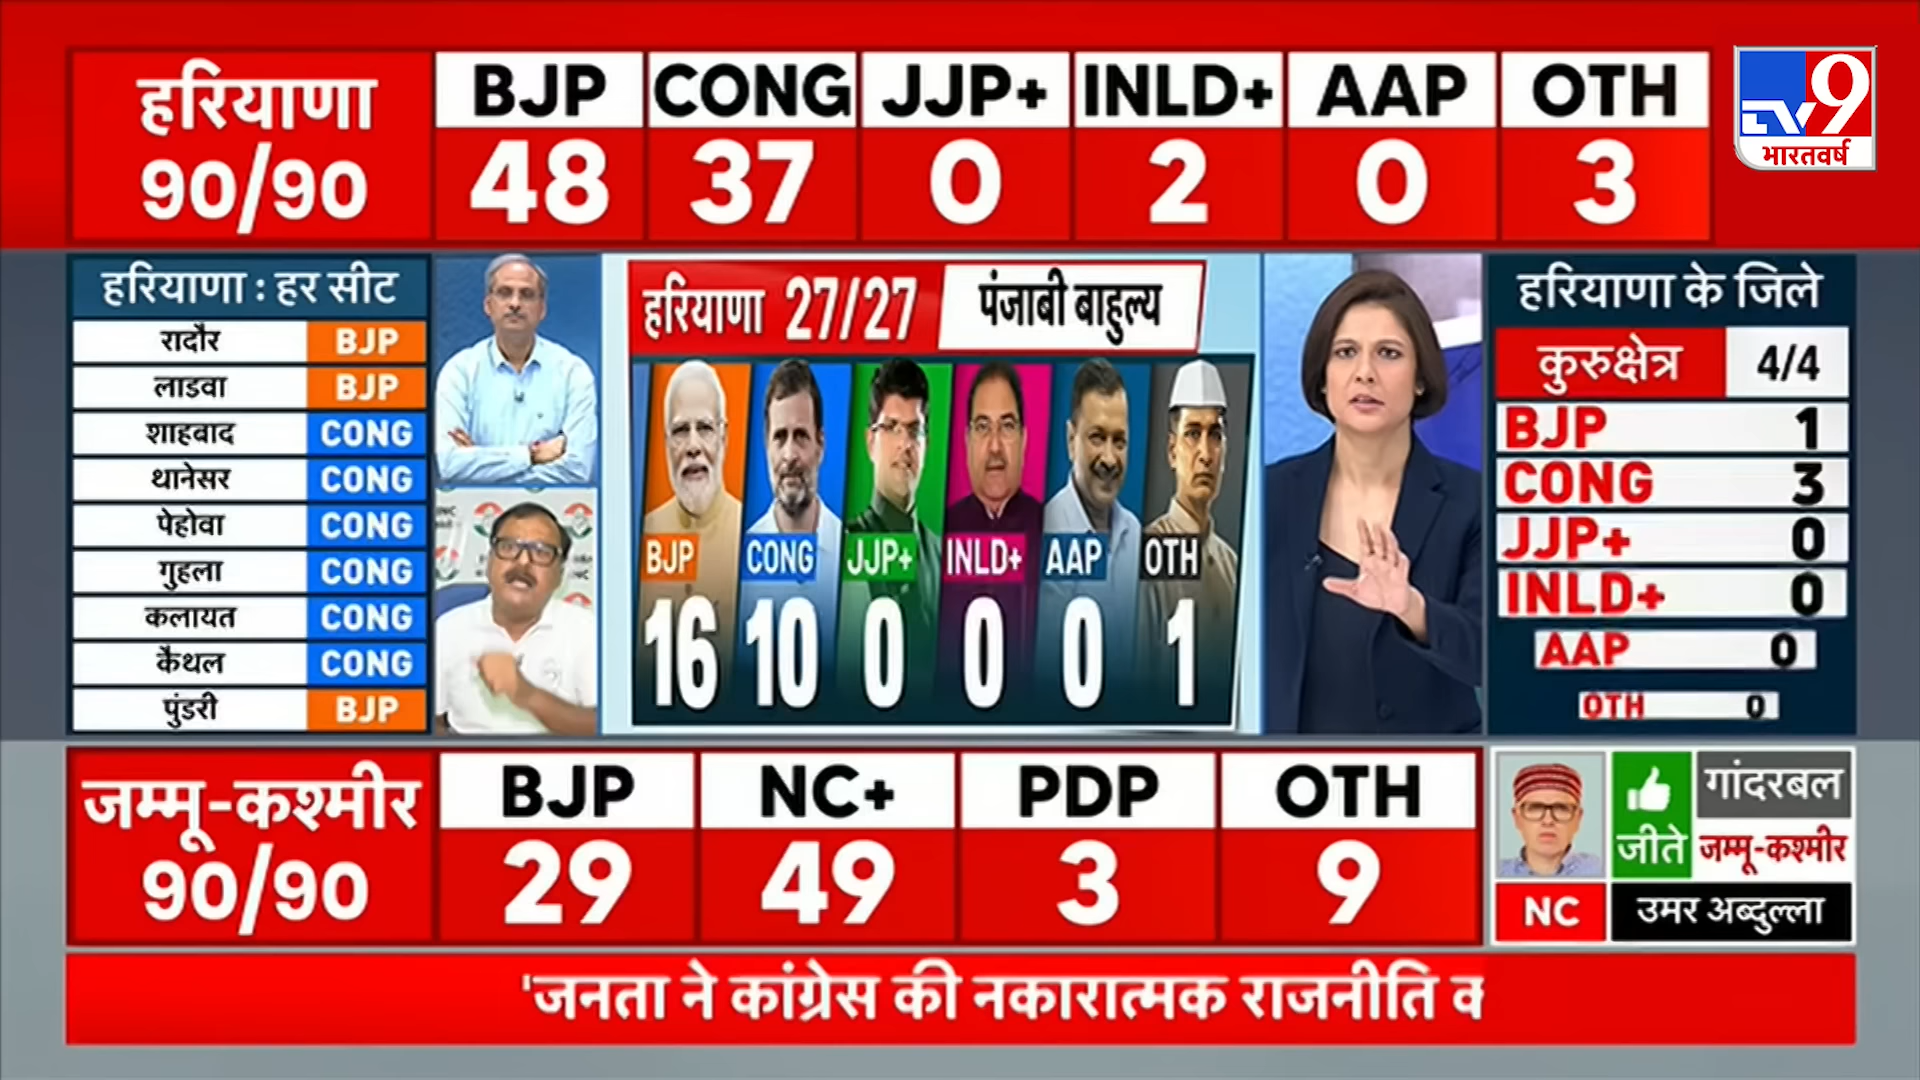 हरियाणा
90/90
BJP CONG JJP+ INLD+ AAP OTH
48 37 0 2 0 3
TV9
भारतवर्ष
हरियाणा : हर सीट
रादौर BJP
लाडवा BJP
शाहबाद CONG
थानेसर CONG
पेहोवा CONG
गुहला CONG
कलायत CONG
कैथल CONG
पुंडरी BJP
हरियाणा 27/27 पंजाबी बाहुल्य
BJP CONG JJP+ INLD+ AAP OTH
16 10 0 0 0 1
हरियाणा के जिले
कुरुक्षेत्र 4/4
BJP 1
CONG 3
JJP+ 0
INLD+ 0
AAP 0
OTH 0
जम्मू-कश्मीर
90/90
BJP NC+ PDP OTH
29 49 3 9
जीते
गांदरबल
जम्मू-कश्मीर
NC उमर अब्दुल्ला
'जनता ने कांग्रेस की नकारात्मक राजनीति